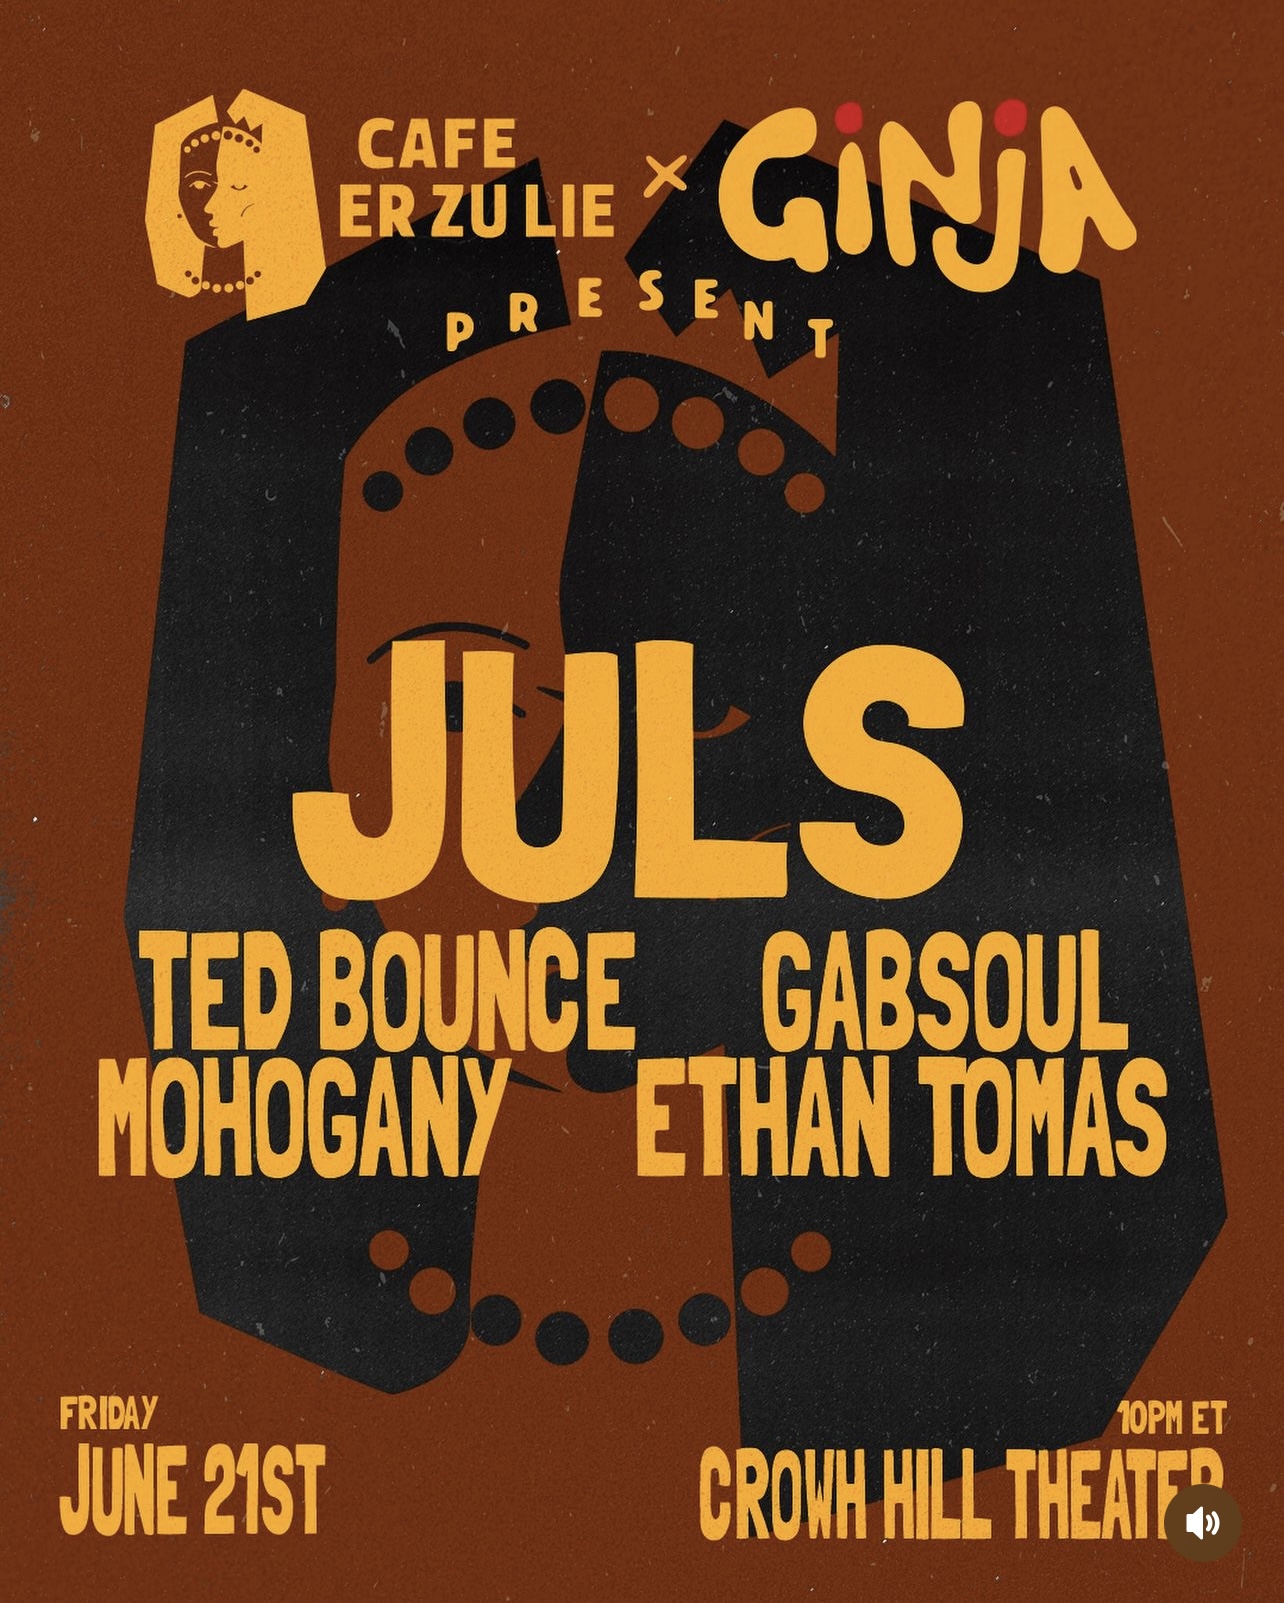 CAFE
ERZULIE
×
GiNjA
PRESENT
JULS
TED BOUNCE GABSOUL
MOHOGANY ETHAN TOMAS
FRIDAY
JUNE 21ST
10PM ET
CROWH HILL THEATER